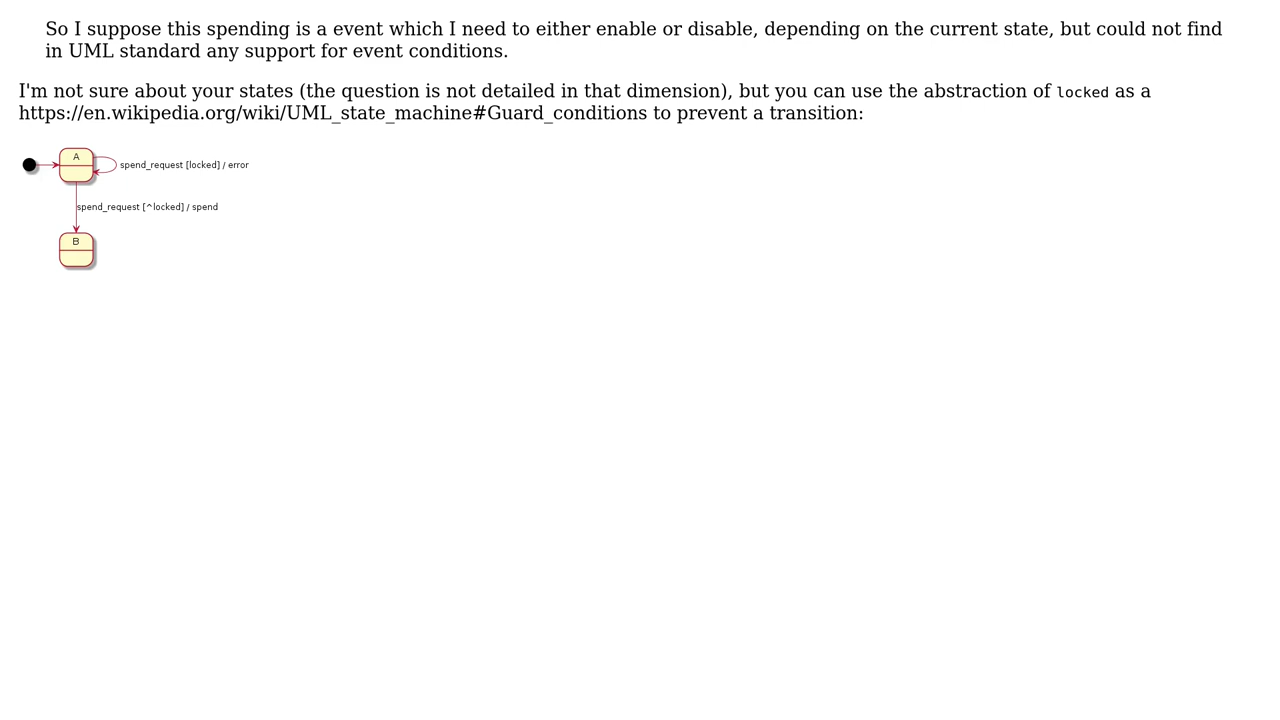 So I suppose this spending is a event which I need to either enable or disable, depending on the current state, but could not find
in UML standard any support for event conditions.
I'm not sure about your states (the question is not detailed in that dimension), but you can use the abstraction of locked as a
https://en.wikipedia.org/wiki/UML_state_machine#Guard_conditions to prevent a transition:
A
spend_request [locked] / error
spend_request [^locked] / spend
B